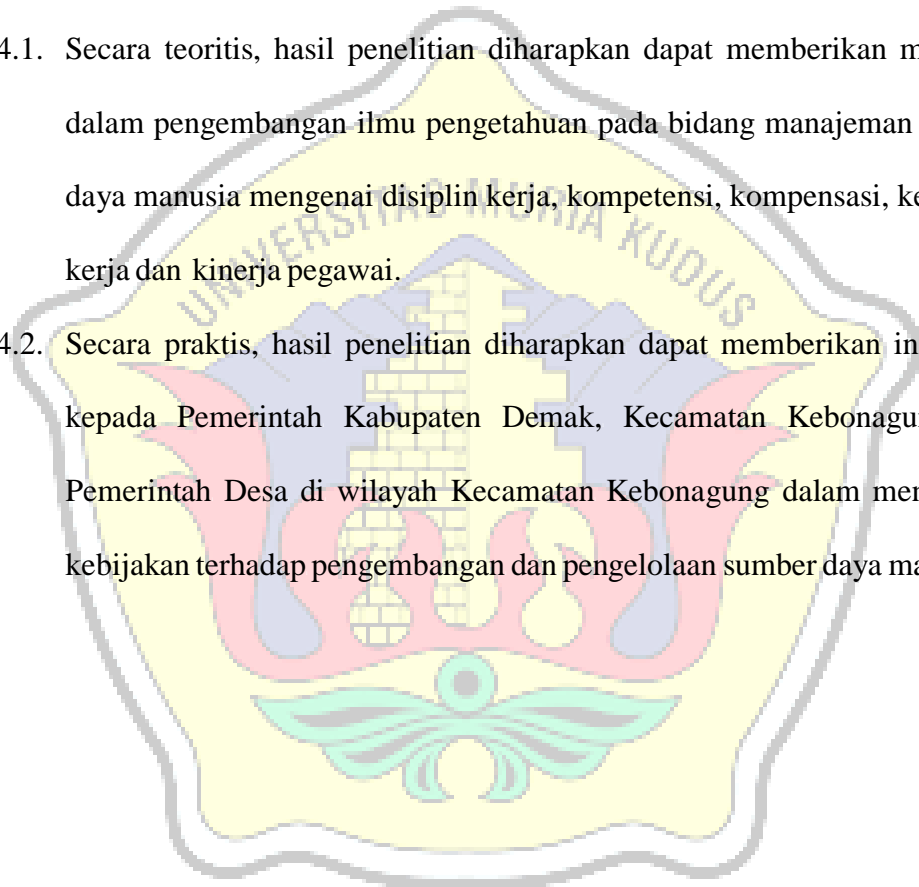 4.1. Secara teoritis, hasil penelitian diharapkan dapat memberikan m
dalam pengembangan ilmu pengetahuan pada bidang manajeman
daya manusia mengenai disiplin kerja, kompetensi, kompensasi, ke
kerja dan kinerja pegawai.
4.2. Secara praktis, hasil penelitian diharapkan dapat memberikan in
kepada Pemerintah Kabupaten Demak, Kecamatan Kebonagu
Pemerintah Desa di wilayah Kecamatan Kebonagung dalam mer
kebijakan terhadap pengembangan dan pengelolaan sumber daya ma
UNIVERSITAS MURIA KUDUS